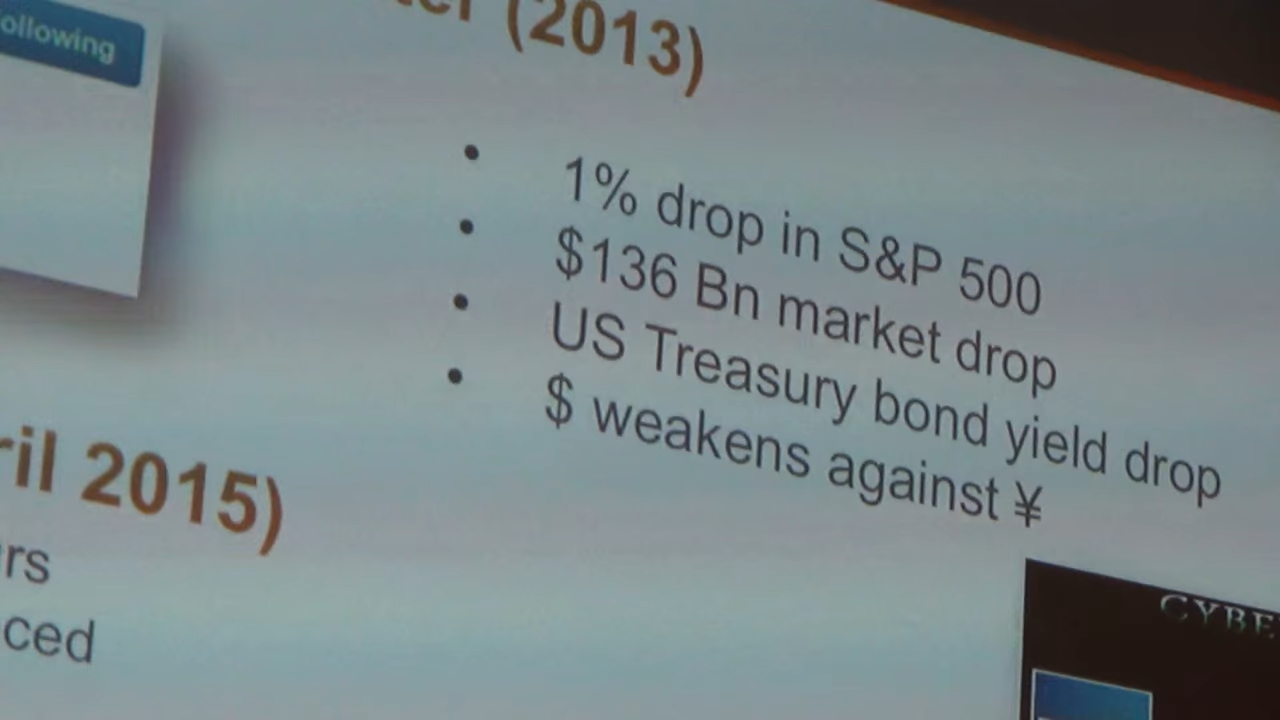 ollowing
(2013)
1% drop in S&P 500
$136 Bn market drop
US Treasury bond yield drop
$ weakens against ¥
ril 2015)
rs
ced
CYBE